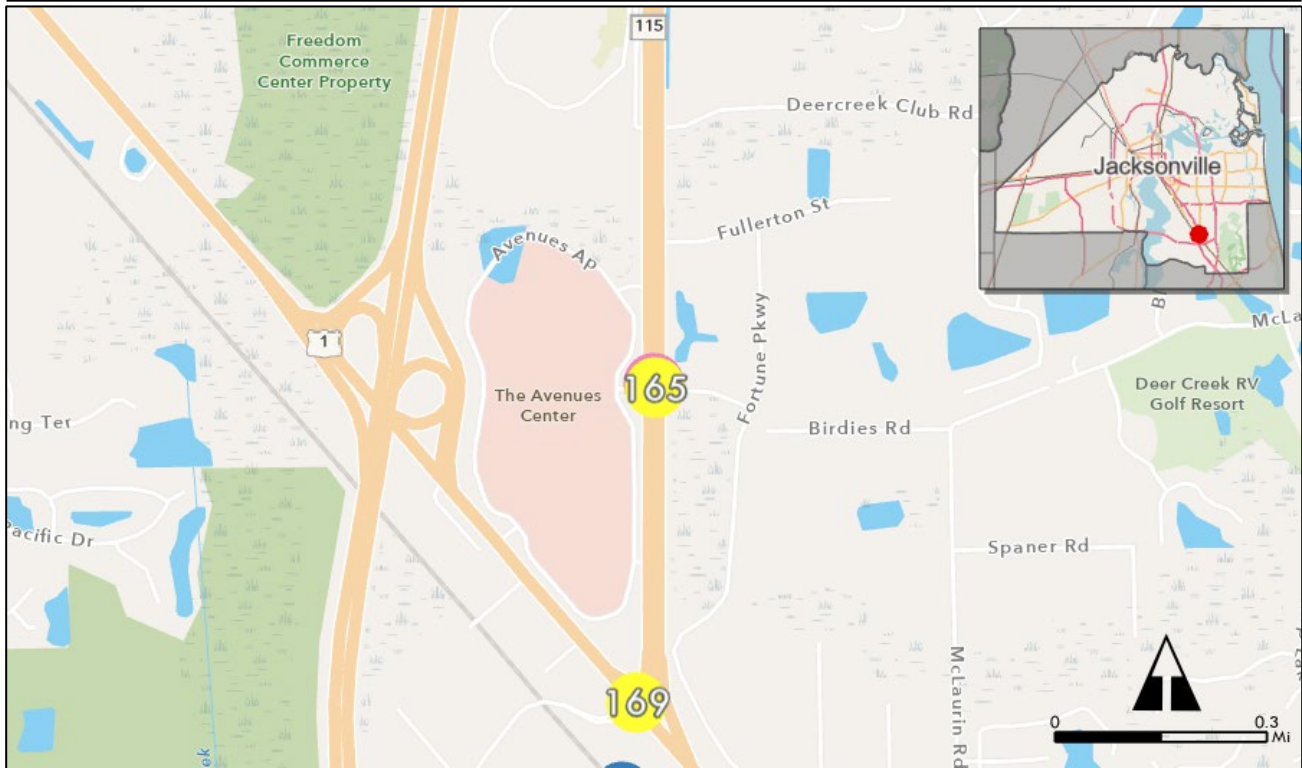 115
Freedom
Commerce
Center Property
Deercreek Club Rd
Jacksonville
Fullerton St
Avenues Ap
Fortune Pkwy
1
165
The Avenues
Center
Deer Creek RV
Golf Resort
ng Ter
Birdies Rd
McLa
Bl
Pacific Dr
Spaner Rd
McLaurin Rd
169
eek
0
0.3
Mi